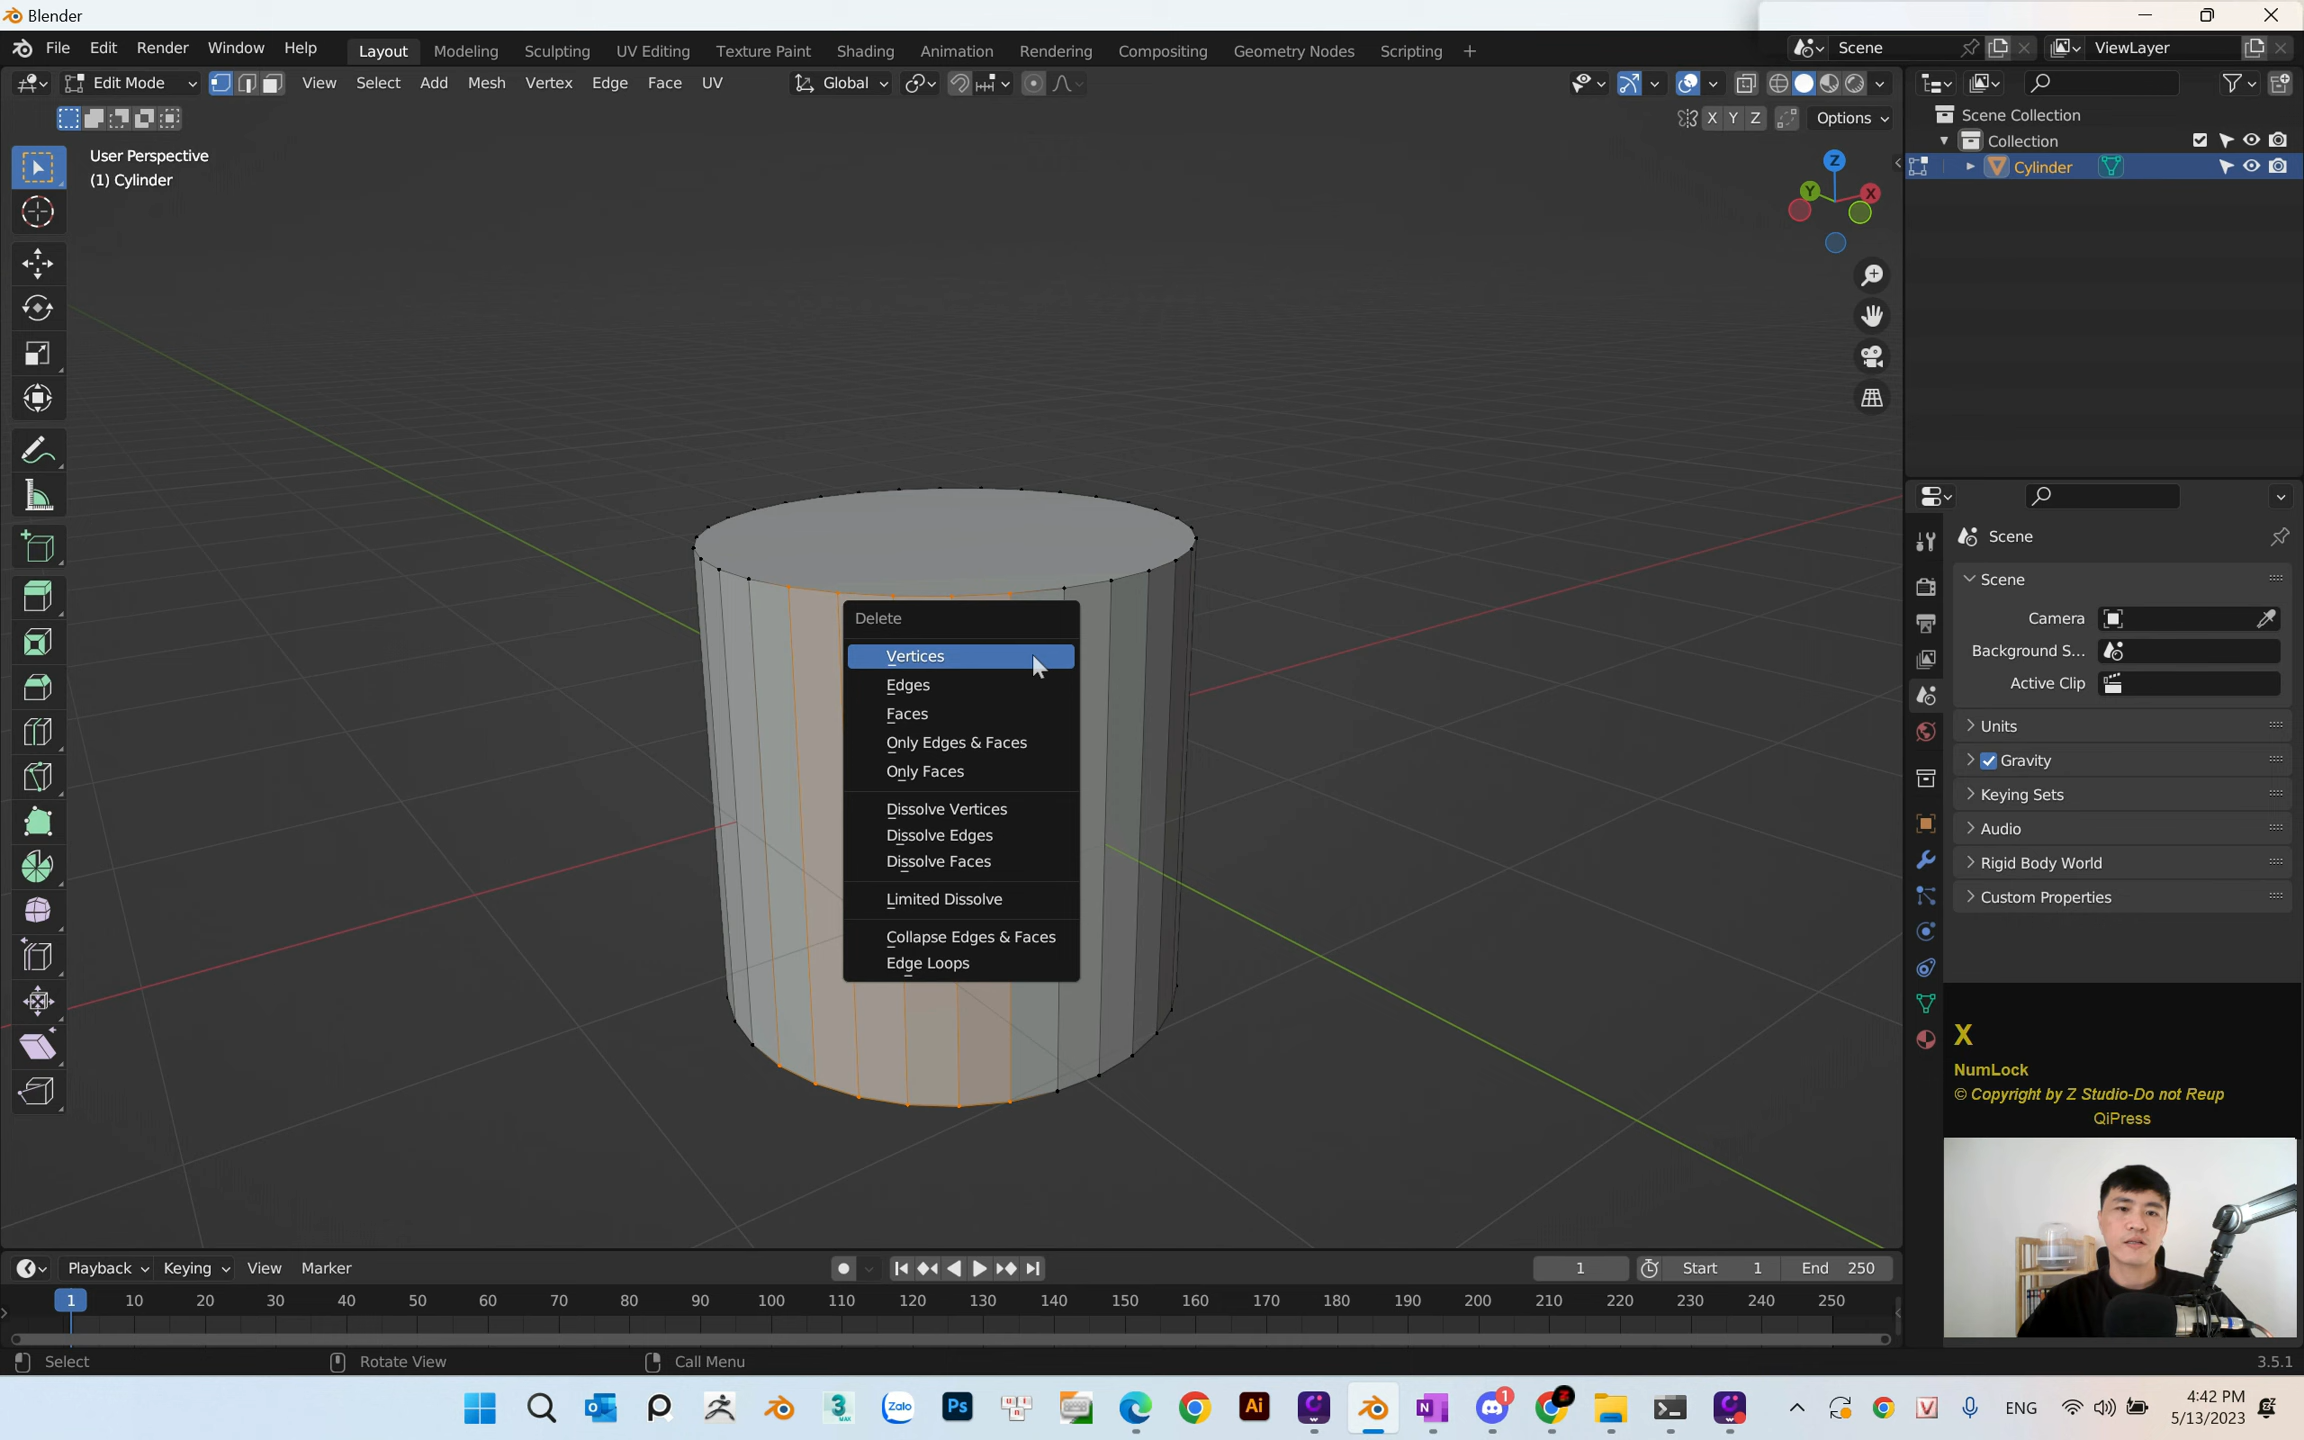 Blender
File Edit Render Window Help Layout Modeling Sculpting UV Editing Texture Paint Shading Animation Rendering Compositing Geometry Nodes Scripting + Scene ViewLayer
Edit Mode View Select Add Mesh Vertex Edge Face UV Global
X Y Z Options
User Perspective
(1) Cylinder
Z
Y
X
Scene Collection
Collection
Cylinder
Delete
Vertices
Edges
Faces
Only Edges & Faces
Only Faces
Dissolve Vertices
Dissolve Edges
Dissolve Faces
Limited Dissolve
Collapse Edges & Faces
Edge Loops
Scene
Scene
Camera
Background S...
Active Clip
Units
Gravity
Keying Sets
Audio
Rigid Body World
Custom Properties
X
NumLock
© Copyright by Z Studio-Do not Reup
QiPress
Playback Keying View Marker 1 Start 1 End 250
1 10 20 30 40 50 60 70 80 90 100 110 120 130 140 150 160 170 180 190 200 210 220 230 240 250
Select Rotate View Call Menu 3.5.1
Zalo Ps Ai N 1 Z V ENG
4:42 PM
5/13/2023